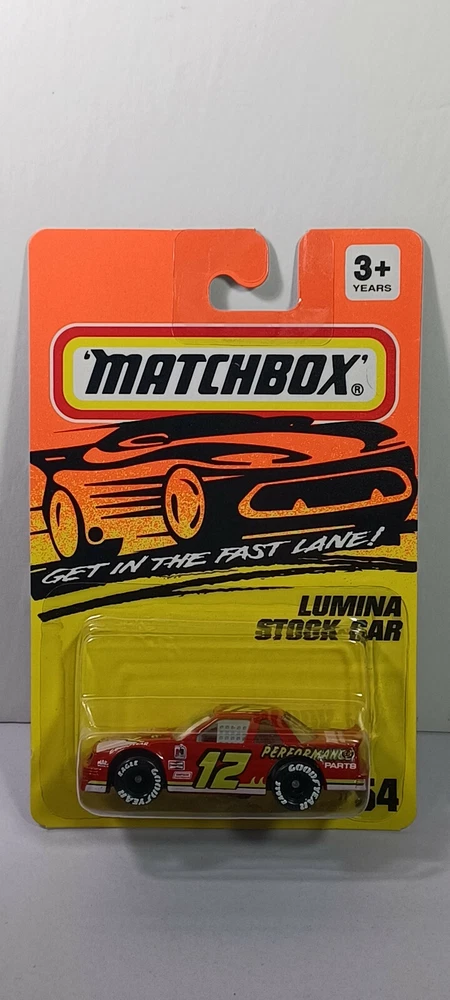 3+
YEARS
'MATCHBOX'®
GET IN THE FAST LANE!
LUMINA
STOCK CAR
PERFORMANCE
PARTS
12
EAGLE
GOODYEAR
GOODYEAR
54